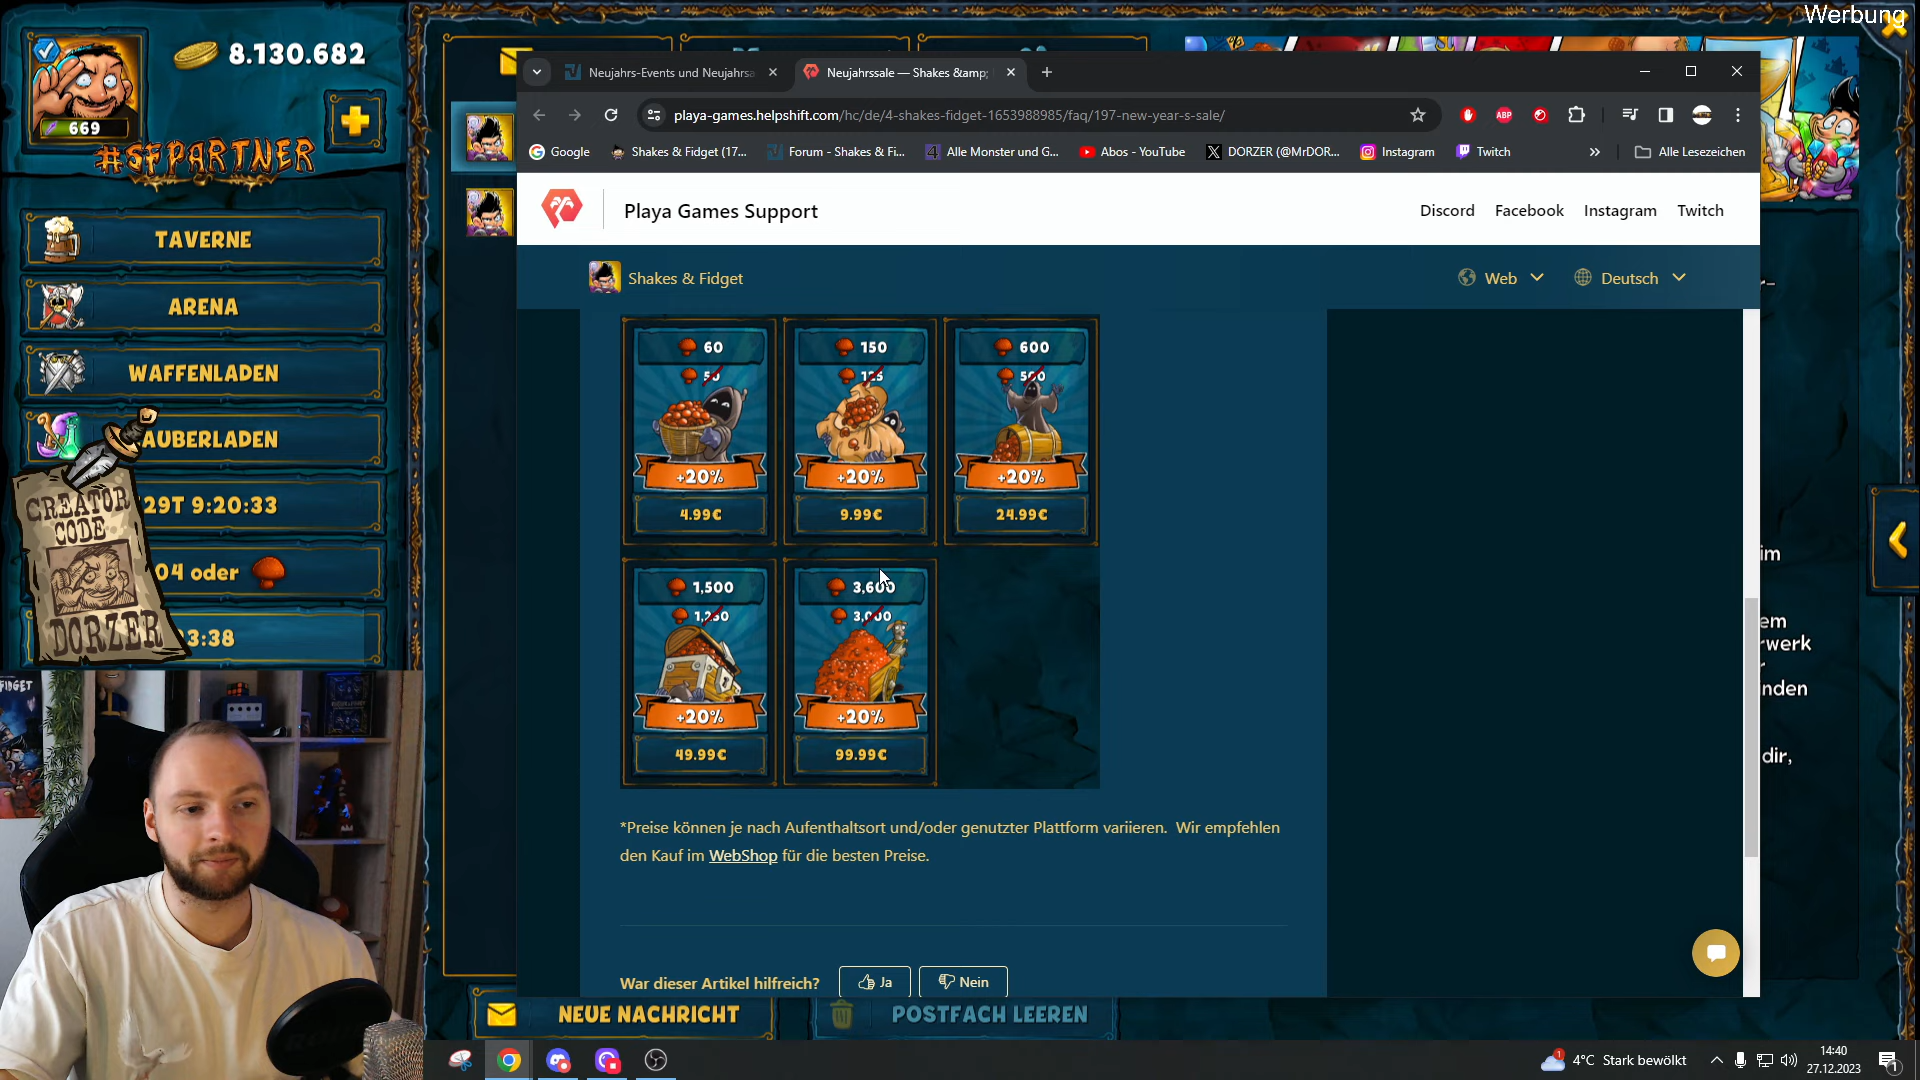 Werbung
8.130.682
669
#SFPARTNER
TAVERNE
ARENA
WAFFENLADEN
AUBERLADEN
29T 9:20:33
04 oder
3:38
CREATOR
CODE
DORZER
FIDGET
Neujahrs-Events und Neujahrsa
Neujahrssale — Shakes &amp;
playa-games.helpshift.com/hc/de/4-shakes-fidget-1653988985/faq/197-new-year-s-sale/
ABP
Google
Shakes & Fidget (17...
Forum - Shakes & Fi...
Alle Monster und G...
Abos - YouTube
DORZER (@MrDOR...
Instagram
Twitch
»
Alle Lesezeichen
Playa Games Support
Discord
Facebook
Instagram
Twitch
Shakes & Fidget
Web
Deutsch
60
50
+20%
4.99€
150
125
+20%
9.99€
600
500
+20%
24.99€
1,500
1,250
+20%
49.99€
3,600
3,000
+20%
99.99€
*Preise können je nach Aufenthaltsort und/oder genutzter Plattform variieren. Wir empfehlen
den Kauf im WebShop für die besten Preise.
War dieser Artikel hilfreich?
Ja
Nein
r-
im
em
rwerk
inden
dir,
NEUE NACHRICHT
POSTFACH LEEREN
4°C Stark bewölkt
14:40
27.12.2023
1
1